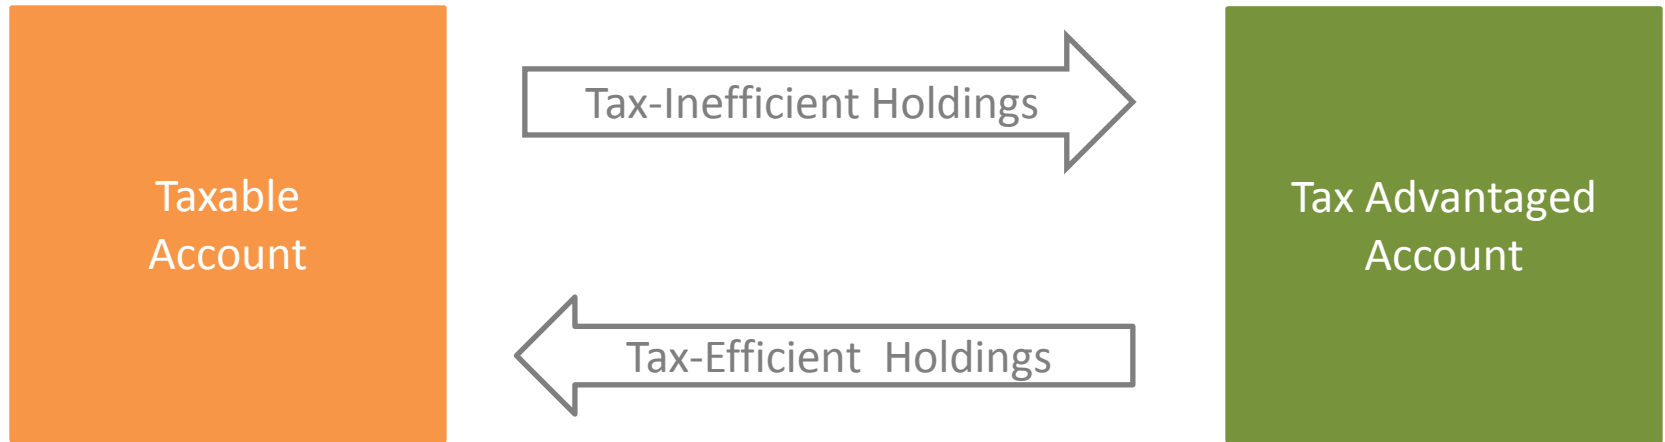 Taxable
Account
Tax-Inefficient Holdings
Tax-Efficient  Holdings
Tax Advantaged
Account